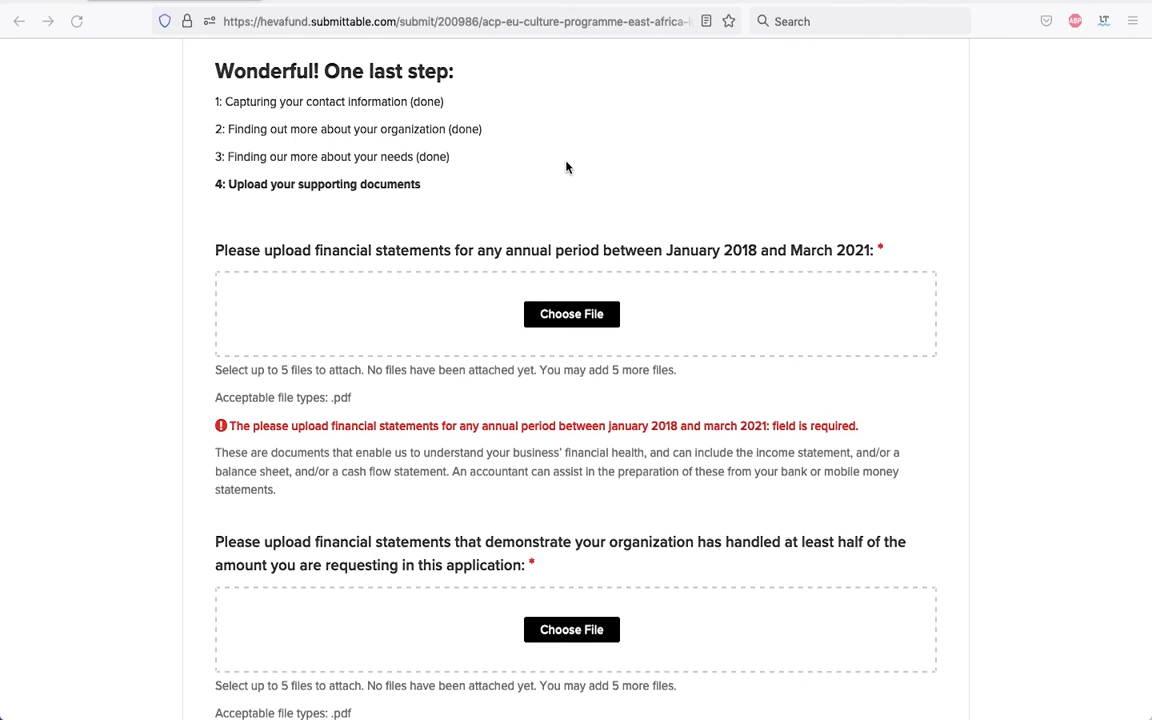 https://hevafund.submittable.com/submit/200986/acp-eu-culture-programme-east-africa-
Search
ABP
LT
Wonderful! One last step:
1: Capturing your contact information (done)
2: Finding out more about your organization (done)
3: Finding our more about your needs (done)
4: Upload your supporting documents
Please upload financial statements for any annual period between January 2018 and March 2021: *
Choose File
Select up to 5 files to attach. No files have been attached yet. You may add 5 more files.
Acceptable file types: .pdf
The please upload financial statements for any annual period between january 2018 and march 2021: field is required.
These are documents that enable us to understand your business' financial health, and can include the income statement, and/or a
balance sheet, and/or a cash flow statement. An accountant can assist in the preparation of these from your bank or mobile money
statements.
Please upload financial statements that demonstrate your organization has handled at least half of the
amount you are requesting in this application: *
Choose File
Select up to 5 files to attach. No files have been attached yet. You may add 5 more files.
Acceptable file types: .pdf